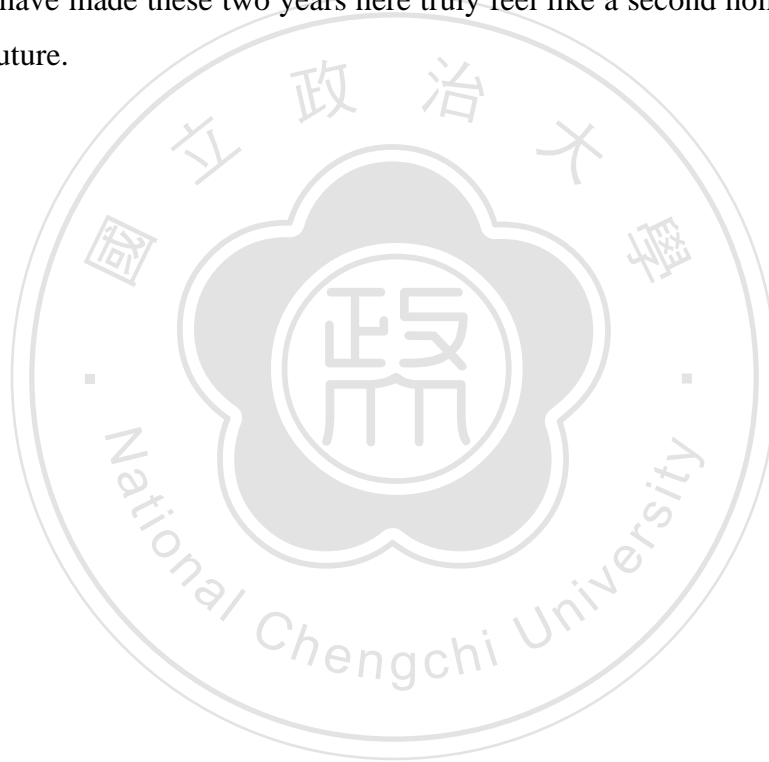 have made these two years here truly feel like a second
uture.
國立政治大學
政大
National Chengchi University